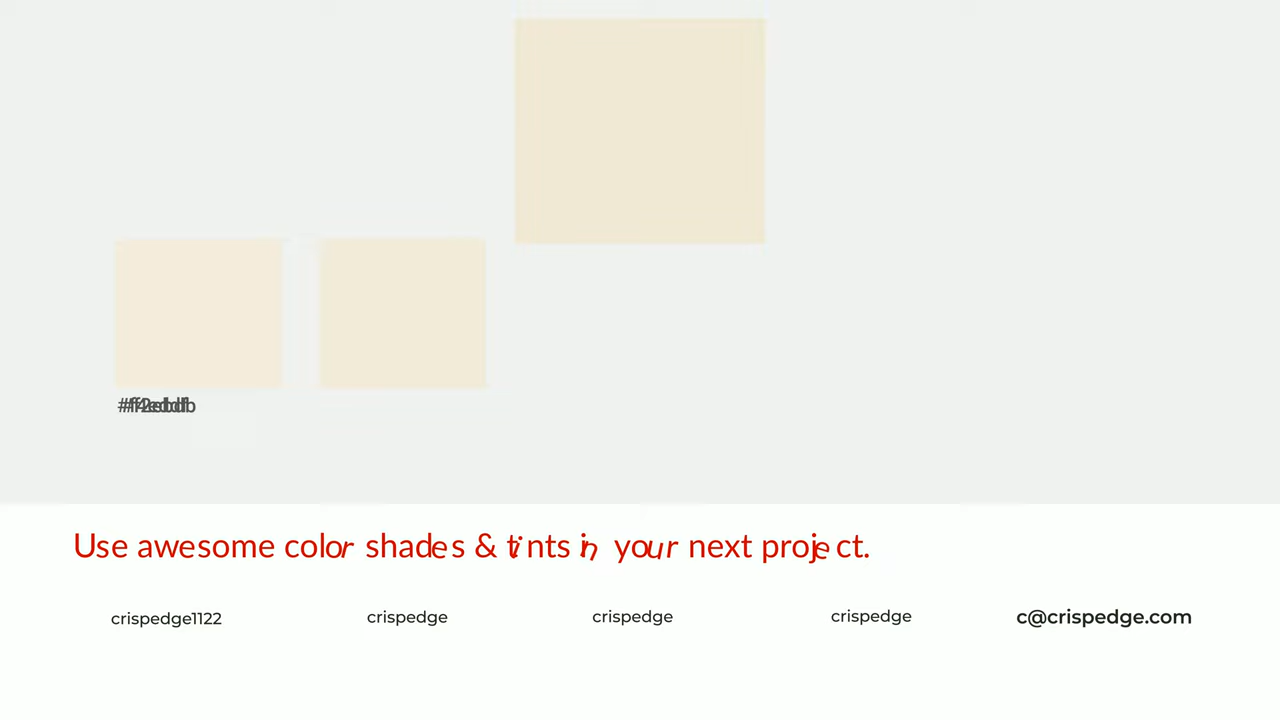 Use awesome color shades & tints in your next project.
crispedge1122 crispedge crispedge crispedge c@crispedge.com